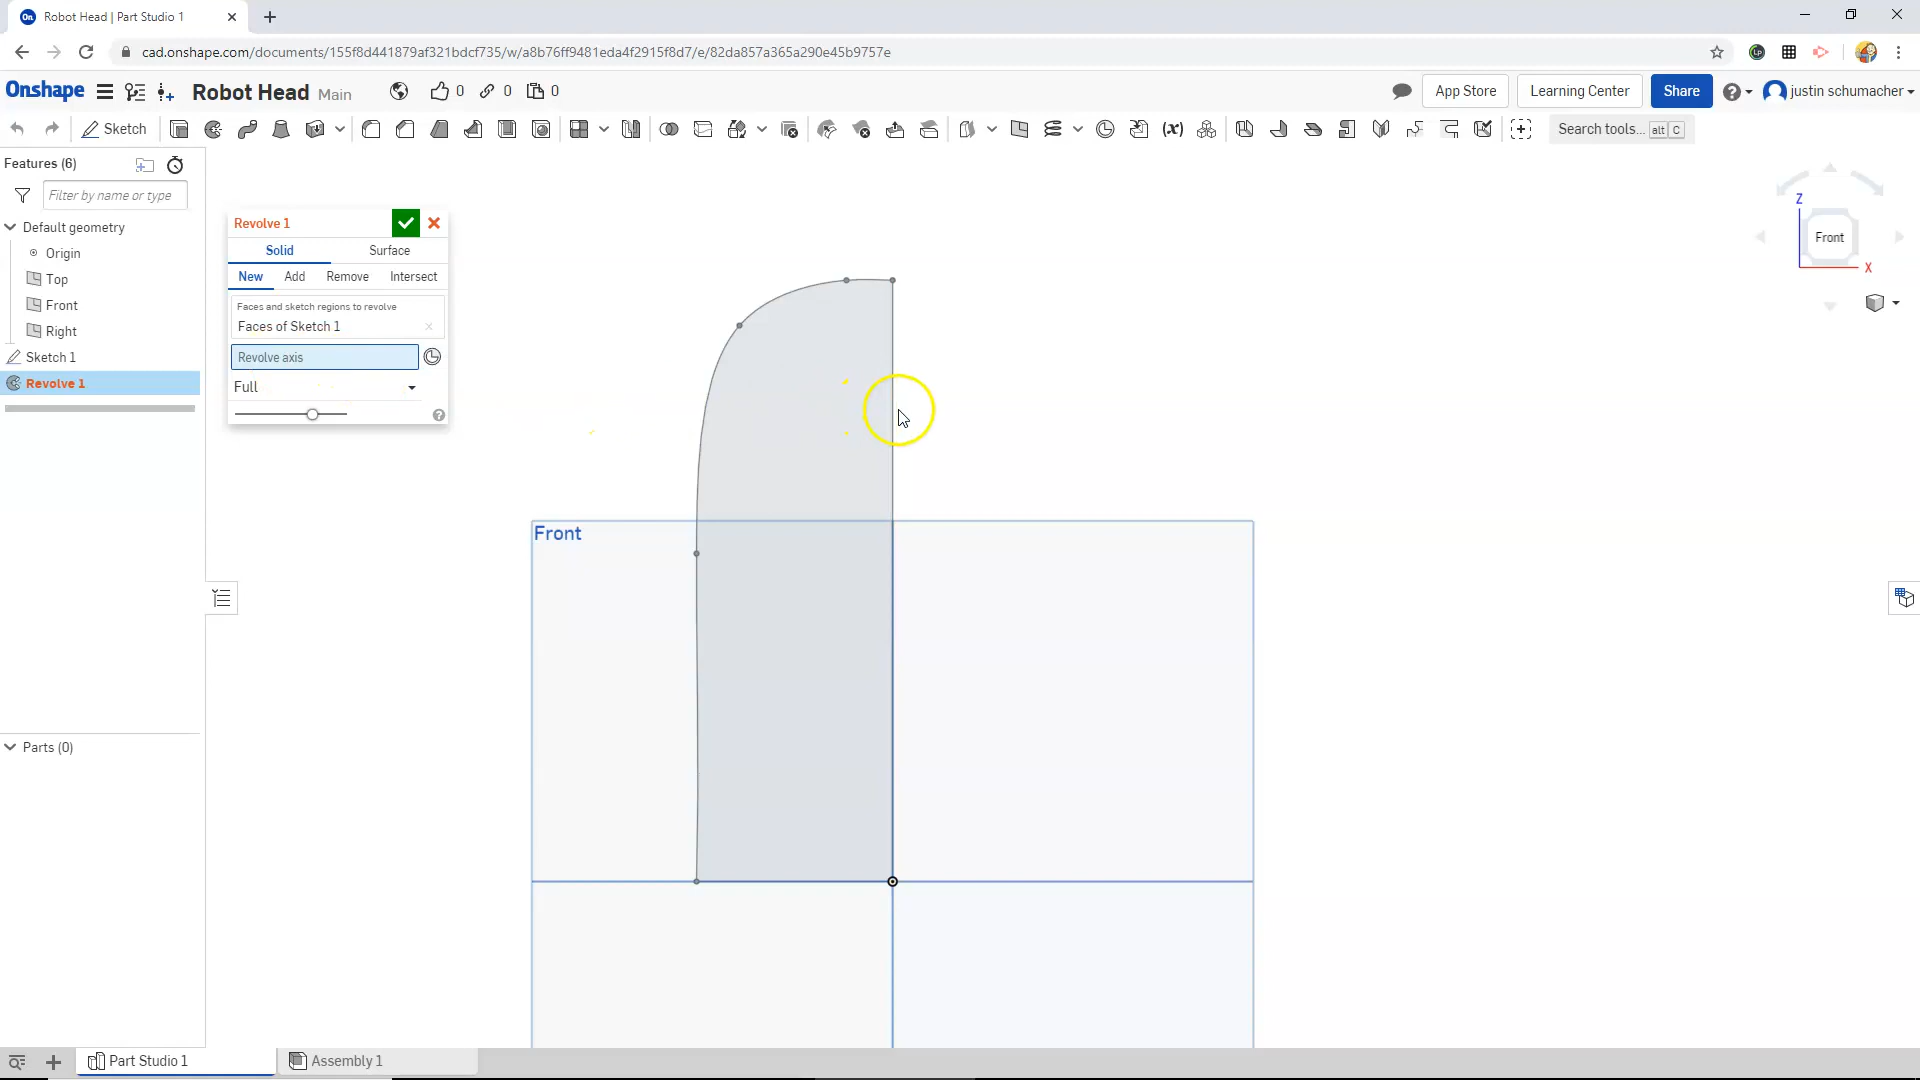 Robot Head | Part Studio 1
cad.onshape.com/documents/155f8d441879af321bdcf735/w/a8b76ff9481eda4f2915f8d7/e/82da857a365a290e45b9757e
Onshape Robot Head Main 0 0 0 App Store Learning Center Share justin schumacher
Sketch Search tools... alt C
Features (6)
Filter by name or type
Default geometry
Origin
Top
Front
Right
Sketch 1
Revolve 1
Parts (0)
Revolve 1
Solid Surface
New Add Remove Intersect
Faces and sketch regions to revolve
Faces of Sketch 1
Revolve axis
Full
Front
Z
Front
X
Part Studio 1 Assembly 1